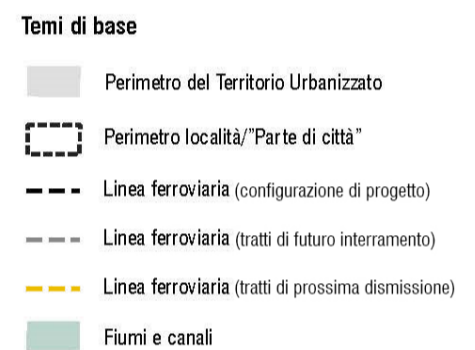 Temi di base
Perimetro del Territorio Urbanizzato
Perimetro località/”Parte di città”
Linea ferroviaria (configurazione di progetto)
Linea ferroviaria (tratti di futuro interramento)
Linea ferroviaria (tratti di prossima dismissione)
Fiumi e canali